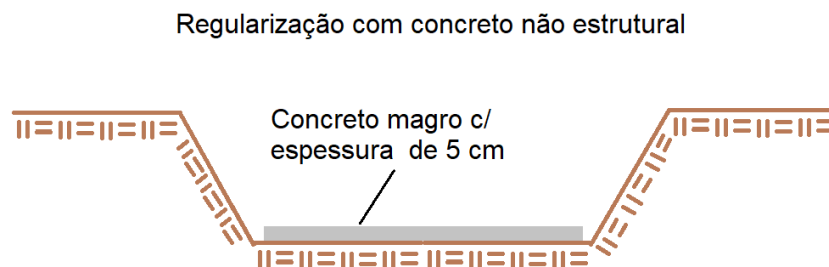 Regularização com concreto não estrutural
Concreto magro c/
espessura de 5 cm